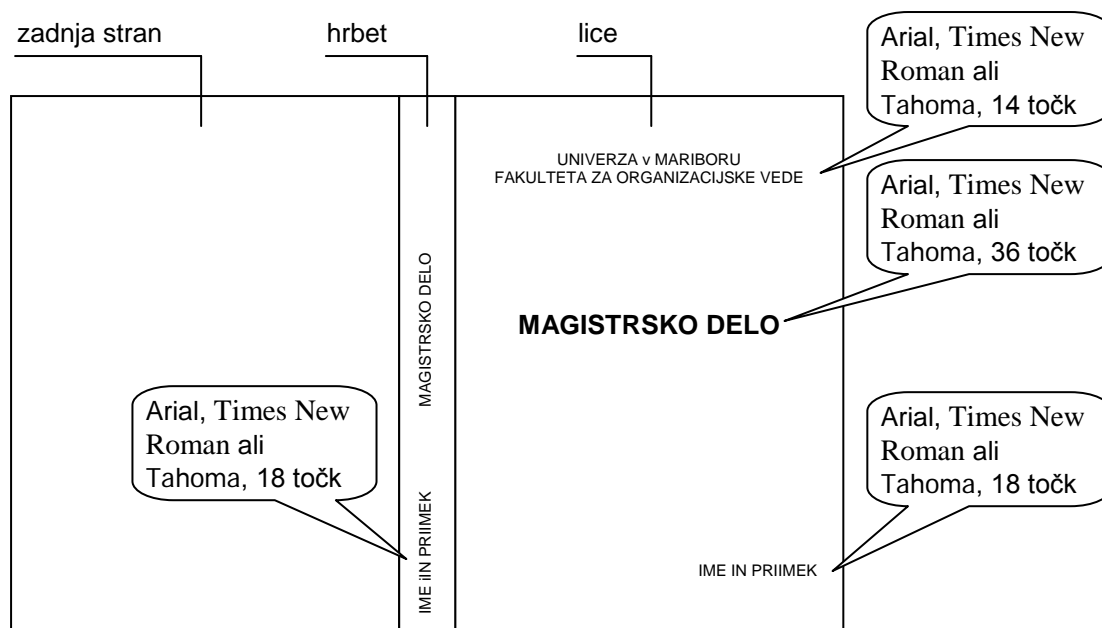 zadnja stran
hrbet
lice
Arial, Times New
Roman ali
Tahoma, 14 točk
UNIVERZA v MARIBORU
FAKULTETA ZA ORGANIZACIJSKE VEDE
Arial, Times New
Roman ali
Tahoma, 36 točk
MAGISTRSKO DELO
MAGISTRSKO DELO
Arial, Times New
Roman ali
Tahoma, 18 točk
IME iIN PRIIMEK
Arial, Times New
Roman ali
Tahoma, 18 točk
IME IN PRIIMEK